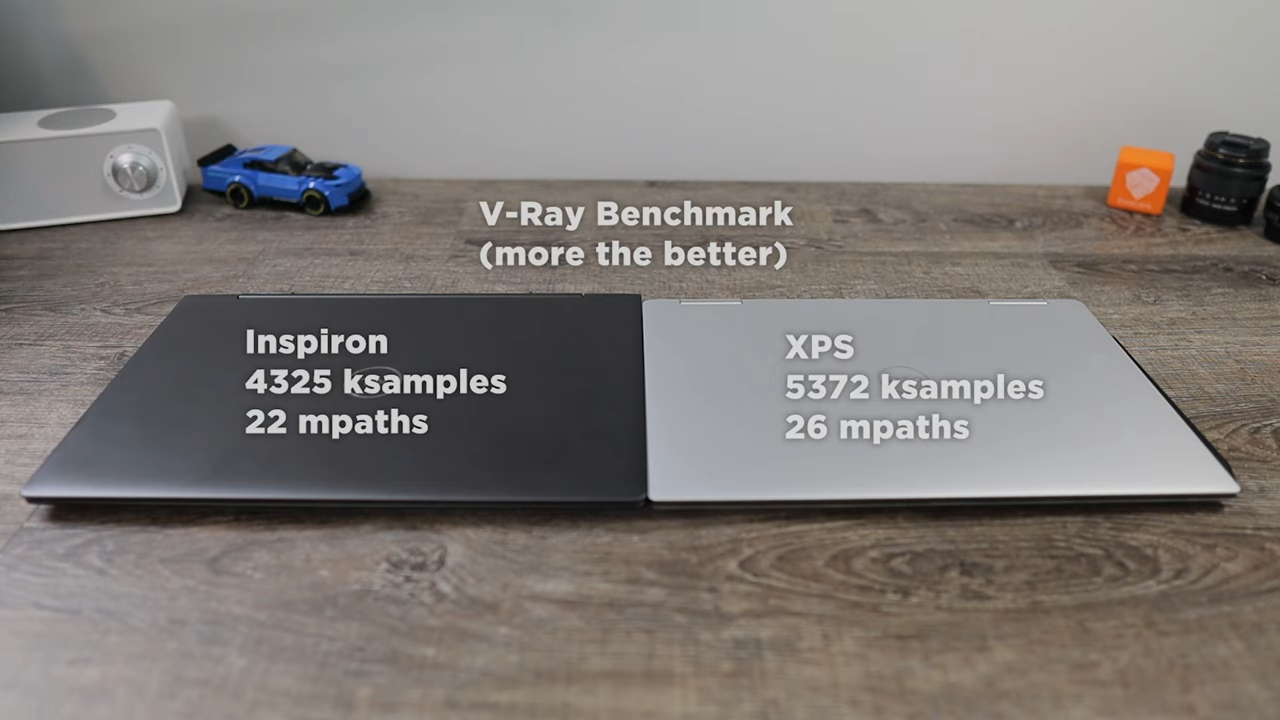 V-Ray Benchmark
(more the better)
Inspiron
4325 ksamples
22 mpaths
XPS
5372 ksamples
26 mpaths